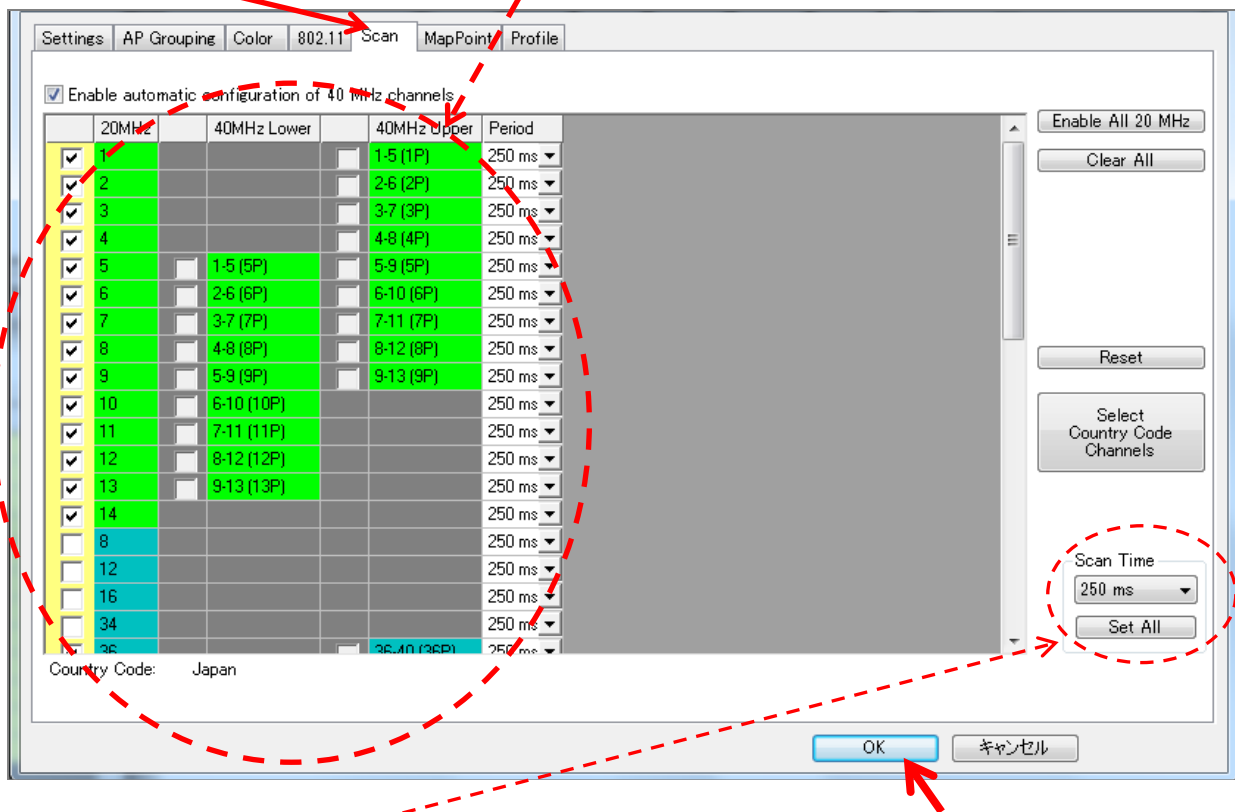 Settings AP Grouping Color 802.11 Scan MapPoint Profile
Enable automatic configuration of 40 MHz channels
20MHz 40MHz Lower 40MHz Upper Period
1 1-5 (1P) 250 ms
2 2-6 (2P) 250 ms
3 3-7 (3P) 250 ms
4 4-8 (4P) 250 ms
5 1-5 (5P) 5-9 (5P) 250 ms
6 2-6 (6P) 6-10 (6P) 250 ms
7 3-7 (7P) 7-11 (7P) 250 ms
8 4-8 (8P) 8-12 (8P) 250 ms
9 5-9 (9P) 9-13 (9P) 250 ms
10 6-10 (10P) 250 ms
11 7-11 (11P) 250 ms
12 8-12 (12P) 250 ms
13 9-13 (13P) 250 ms
14 250 ms
8 250 ms
12 250 ms
16 250 ms
34 250 ms
36 36-40 (36P) 250 ms
Country Code: Japan
Enable All 20 MHz
Clear All
Reset
Select
Country Code
Channels
Scan Time
250 ms
Set All
OK キャンセル